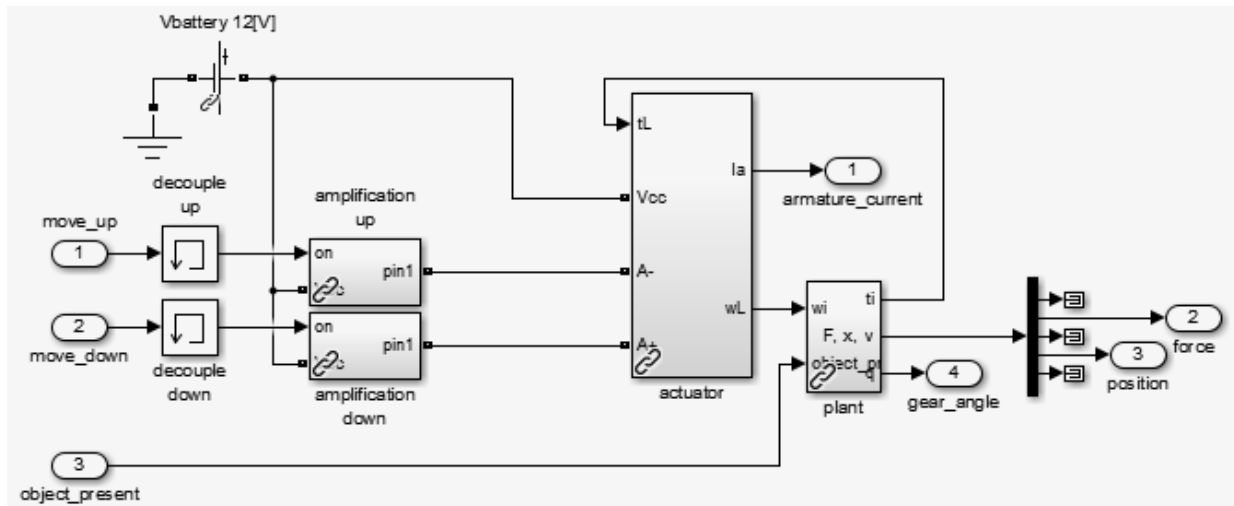 Vbattery 12[V]
decouple
up
amplification
up
move_up
1
on
pin1
decouple
down
amplification
down
move_down
2
on
pin1
tL
Vcc
A-
A+
Ia
wL
actuator
1
armature_current
wi
ti
F, x, v
q
plant
4
gear_angle
2
force
3
position
3
object_present